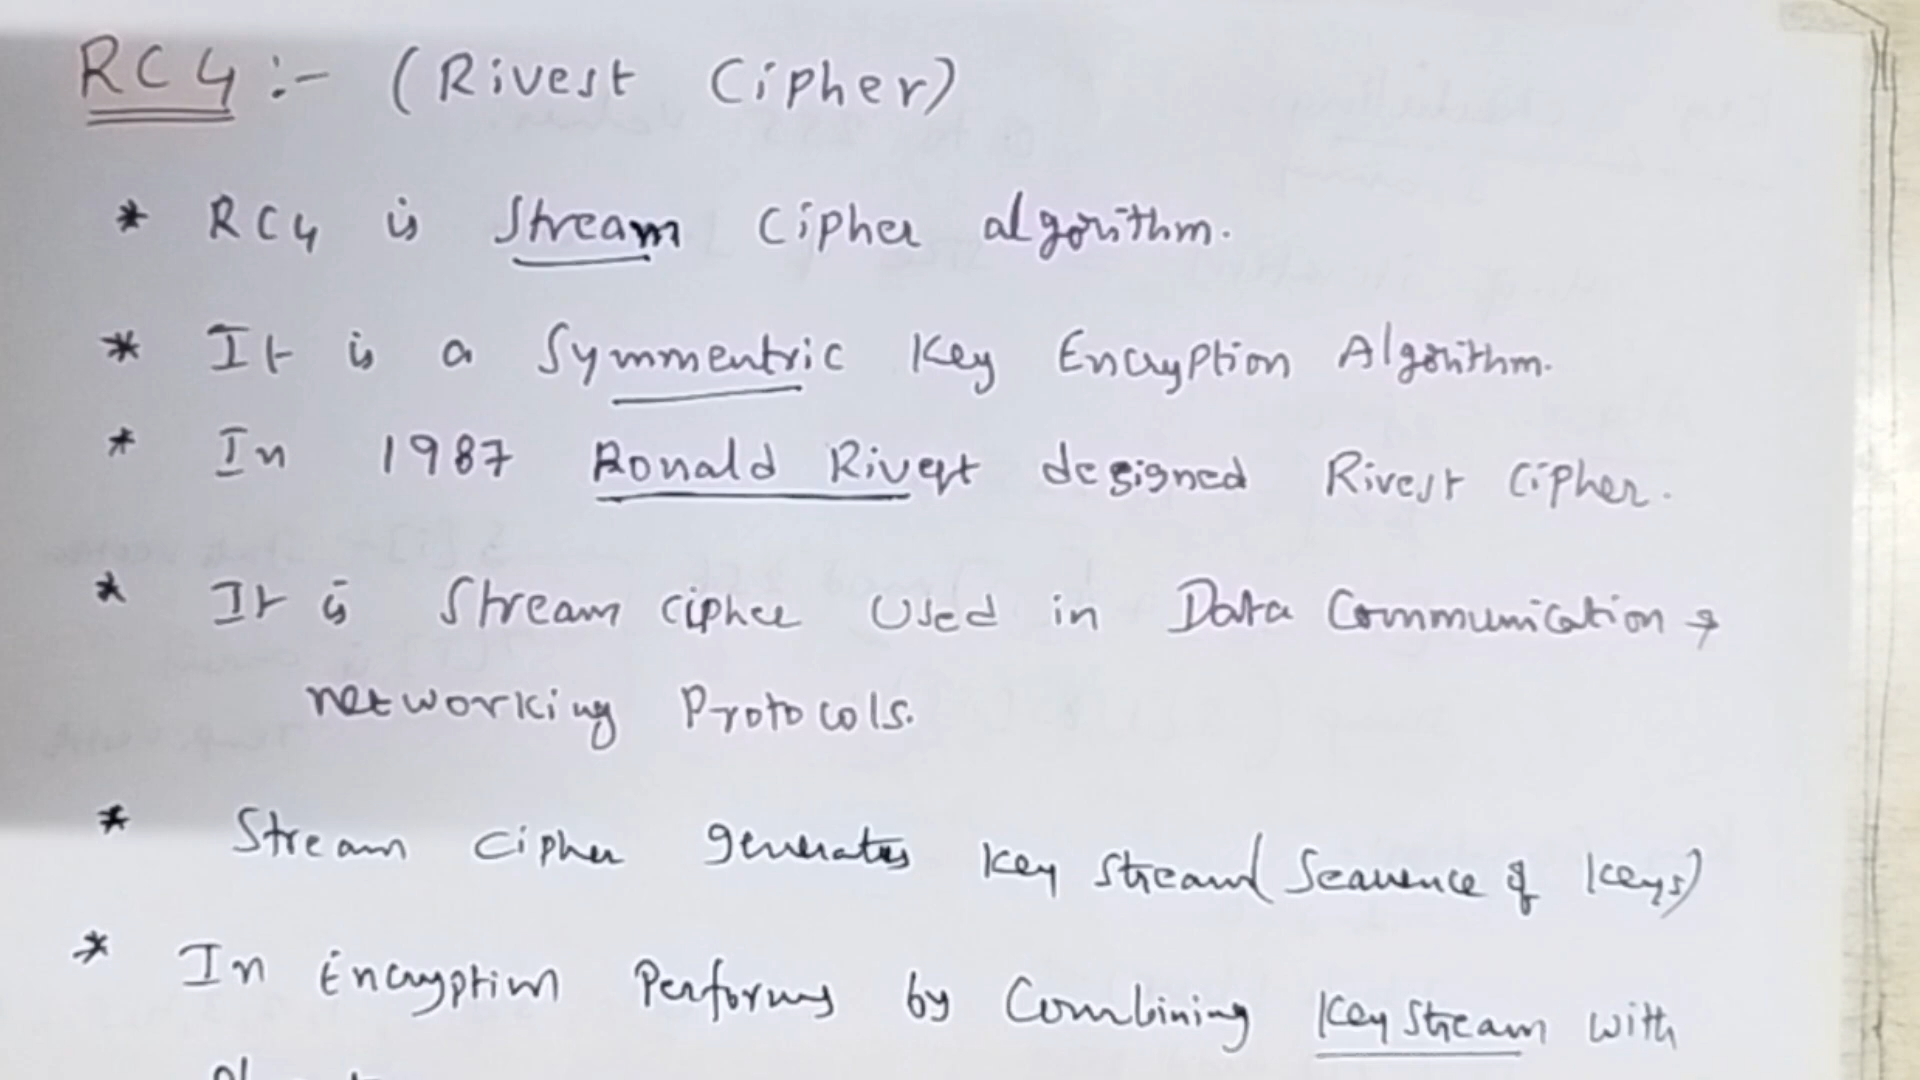 RC4 :- (Rivest Cipher)
* RC4 is Stream Cipher algorithm.
* It is a Symmentric Key Encryption Algorithm.
* In 1987 Ronald Rivest designed Rivest Cipher.
* It is Stream cipher Used in Data Communication &
networking Protocols.
* Stream cipher generates key stream (Seauence of keys)
* In Encryption Performs by Combining Key Stream with